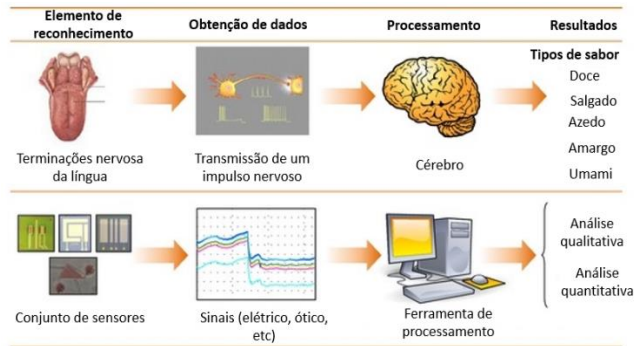 Elemento de
reconhecimento
Obtenção de dados
Processamento
Resultados
Tipos de sabor
Doce
Salgado
Azedo
Amargo
Umami
Terminações nervosa
da língua
Transmissão de um
impulso nervoso
Cérebro
Conjunto de sensores
Sinais (elétrico, ótico,
etc)
Ferramenta de
processamento
Análise
qualitativa
Análise
quantitativa